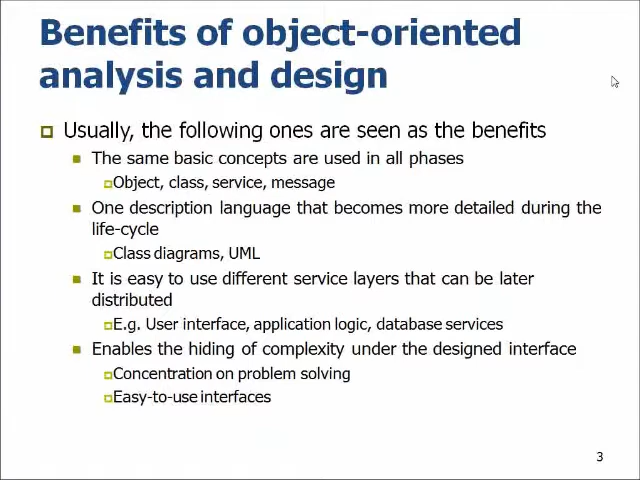 Benefits of object-oriented
analysis and design
Usually, the following ones are seen as the benefits
The same basic concepts are used in all phases
Object, class, service, message
One description language that becomes more detailed during the
life-cycle
Class diagrams, UML
It is easy to use different service layers that can be later
distributed
E.g. User interface, application logic, database services
Enables the hiding of complexity under the designed interface
Concentration on problem solving
Easy-to-use interfaces
3